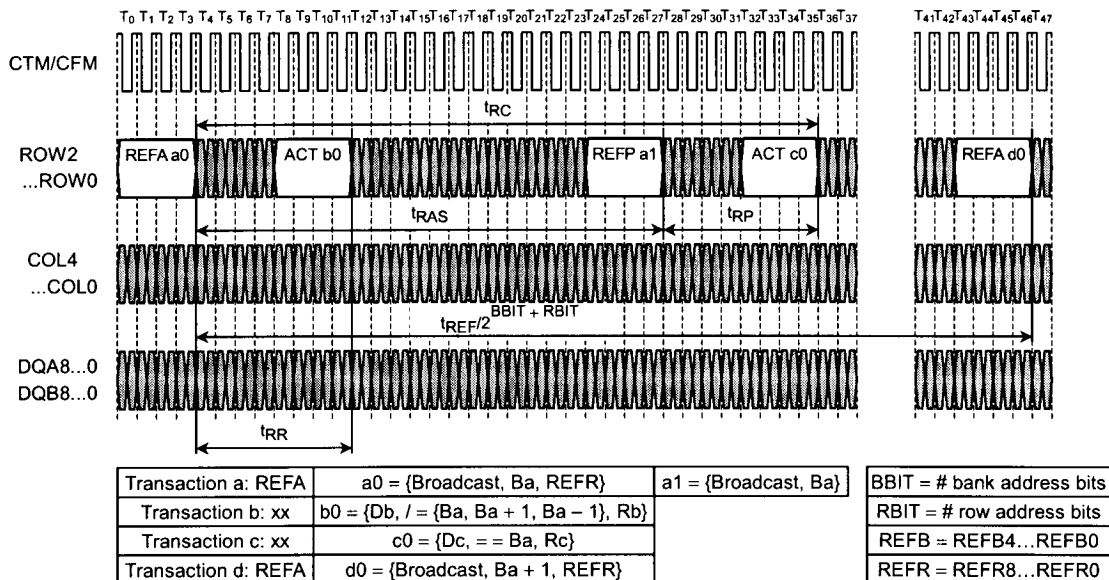 T0 T1 T2 T3 T4 T5 T6 T7 T8 T9 T10 T11 T12 T13 T14 T15 T16 T17 T18 T19 T20 T21 T22 T23 T24 T25 T26 T27 T28 T29 T30 T31 T32 T33 T34 T35 T36 T37 T41 T42 T43 T44 T45 T46 T47
CTM/CFM
tRC
ROW2
...ROW0
REFA a0
ACT b0
REFP a1
ACT c0
REFA d0
tRAS
tRP
COL4
...COL0
tREF/2BBIT + RBIT
DQA8...0
DQB8...0
tRR
Transaction a: REFA a0 = {Broadcast, Ba, REFR} a1 = {Broadcast, Ba}
Transaction b: xx b0 = {Db, / = {Ba, Ba + 1, Ba – 1}, Rb}
Transaction c: xx c0 = {Dc, = = Ba, Rc}
Transaction d: REFA d0 = {Broadcast, Ba + 1, REFR}
BBIT = # bank address bits
RBIT = # row address bits
REFB = REFB4...REFB0
REFR = REFR8...REFR0